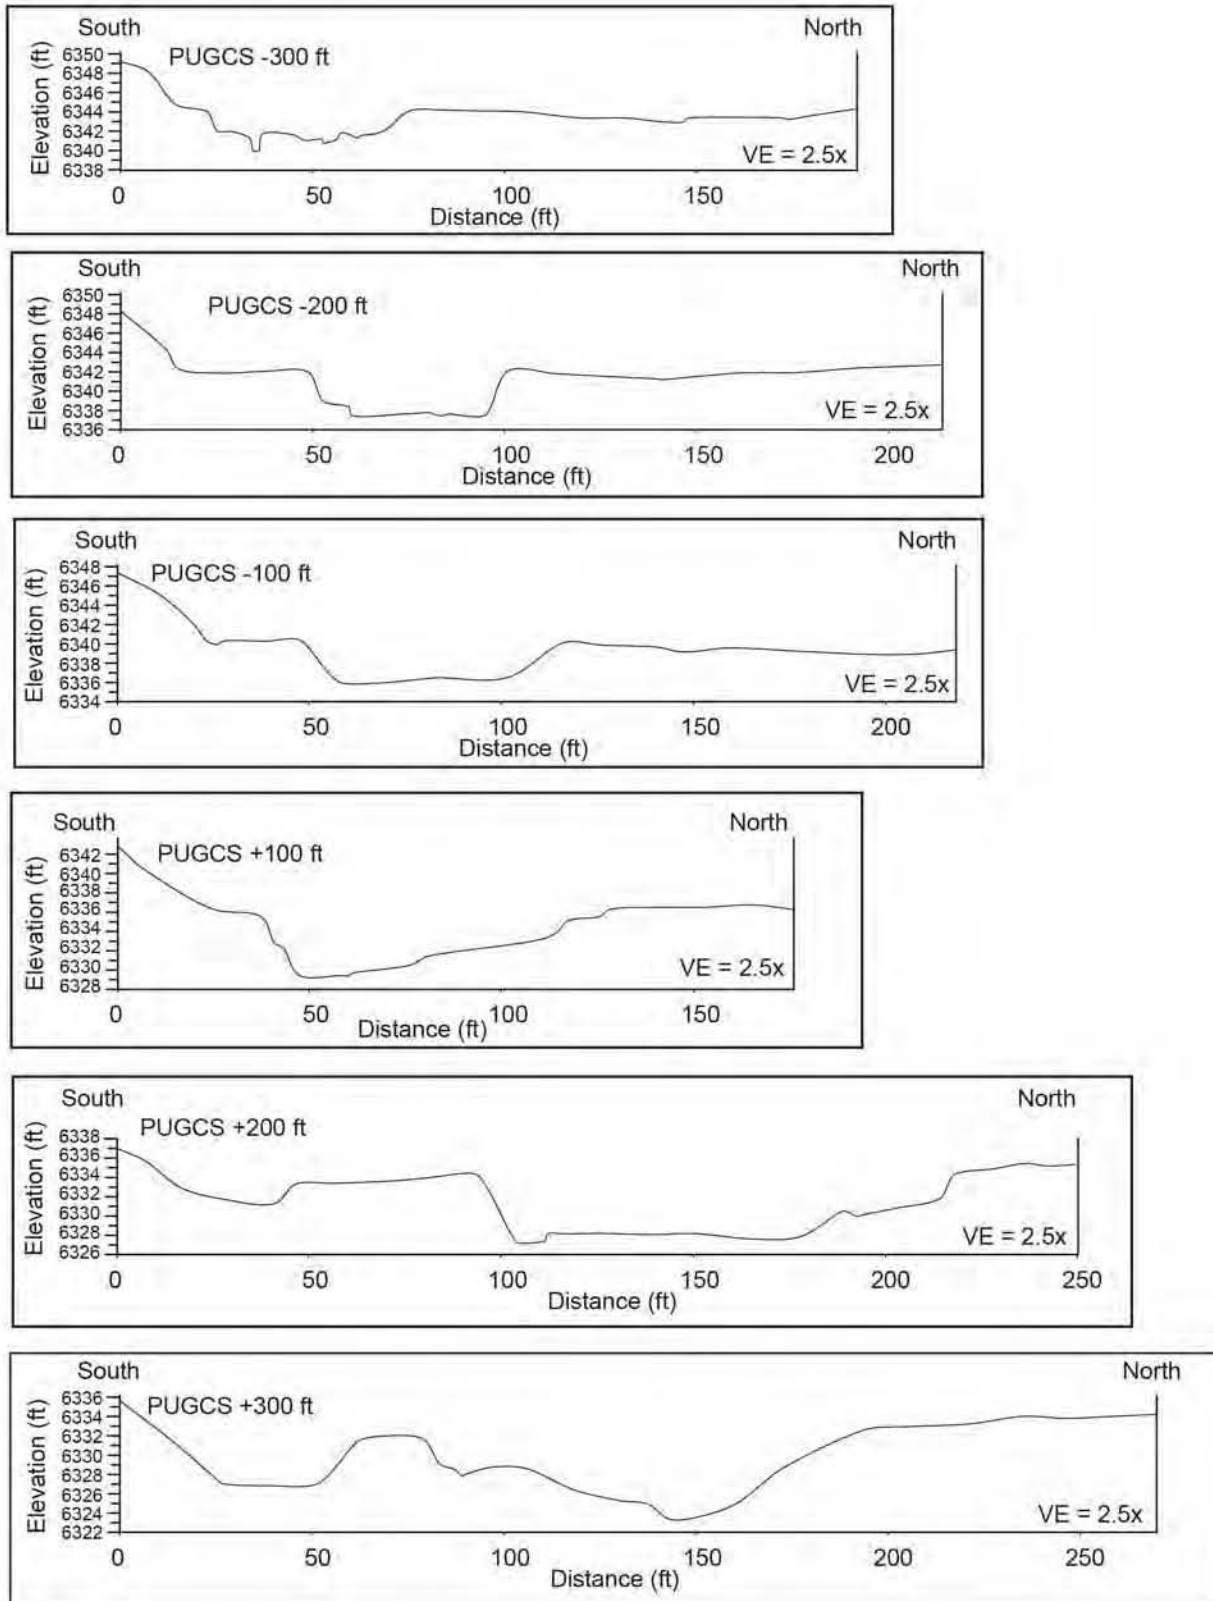 South North
PUGCS -300 ft
Elevation (ft)
6350
6348
6346
6344
6342
6340
6338
VE = 2.5x
0 50 100 150
Distance (ft)
South North
PUGCS -200 ft
Elevation (ft)
6350
6348
6346
6344
6342
6340
6338
6336
VE = 2.5x
0 50 100 150 200
Distance (ft)
South North
PUGCS -100 ft
Elevation (ft)
6348
6346
6344
6342
6340
6338
6336
6334
VE = 2.5x
0 50 100 150 200
Distance (ft)
South North
PUGCS +100 ft
Elevation (ft)
6342
6340
6338
6336
6334
6332
6330
6328
VE = 2.5x
0 50 100 150
Distance (ft)
South North
PUGCS +200 ft
Elevation (ft)
6338
6336
6334
6332
6330
6328
6326
VE = 2.5x
0 50 100 150 200 250
Distance (ft)
South North
PUGCS +300 ft
Elevation (ft)
6336
6334
6332
6330
6328
6326
6324
6322
VE = 2.5x
0 50 100 150 200 250
Distance (ft)